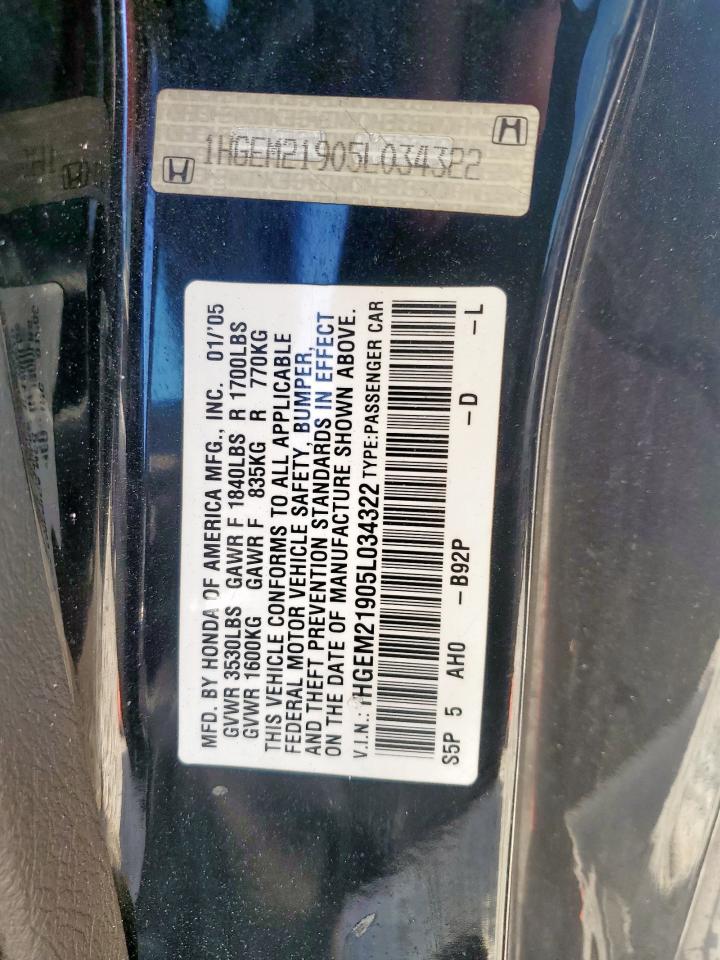 1HGEM21905L034322
MFD. BY HONDA OF AMERICA MFG., INC. 01/'05
GVWR 3530LBS GAWR F 1840LBS R 1700LBS
GVWR 1600KG GAWR F 835KG R 770KG
THIS VEHICLE CONFORMS TO ALL APPLICABLE
FEDERAL MOTOR VEHICLE SAFETY, BUMPER,
AND THEFT PREVENTION STANDARDS IN EFFECT
ON THE DATE OF MANUFACTURE SHOWN ABOVE.
V.I.N.: 1HGEM21905L034322 TYPE:PASSENGER CAR
S5P 5 AH0 -B92P -D -L